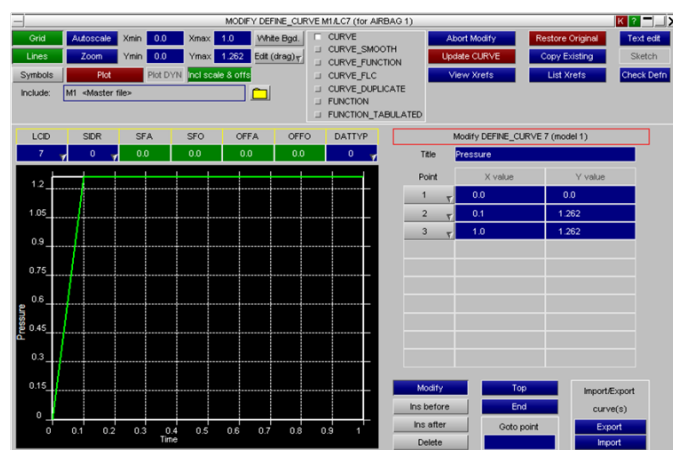 MODIFY DEFINE_CURVE M1/LC7 (for AIRBAG 1)
K ? X
Grid Autoscale Xmin 0.0 Xmax 1.0 White Bgd. CURVE Abort Modify Restore Original Text edit
Lines Zoom Ymin 0.0 Ymax 1.262 Edit (drag) CURVE_SMOOTH Update CURVE Copy Existing Sketch
CURVE_FUNCTION
Symbols Plot Plot DYN Incl scale & offs CURVE_FLC View Xrefs List Xrefs Check Defn
CURVE_DUPLICATE
Include: M1 <Master file> FUNCTION
FUNCTION_TABULATED
LCID SIDR SFA SFO OFFA OFFO DATTYP
7 0 0.0 0.0 0.0 0.0 0
Modify DEFINE_CURVE 7 (model 1)
Title Pressure
Point X value Y value
1 0.0 0.0
2 0.1 1.262
3 1.0 1.262
1.2
1.05
0.9
0.75
0.6
0.45
0.3
0.15
0
Pressure
0 0.1 0.2 0.3 0.4 0.5 0.6 0.7 0.8 0.9 1
Time
Modify Top Import/Export
Ins before End curve(s)
Ins after Goto point Export
Delete Import